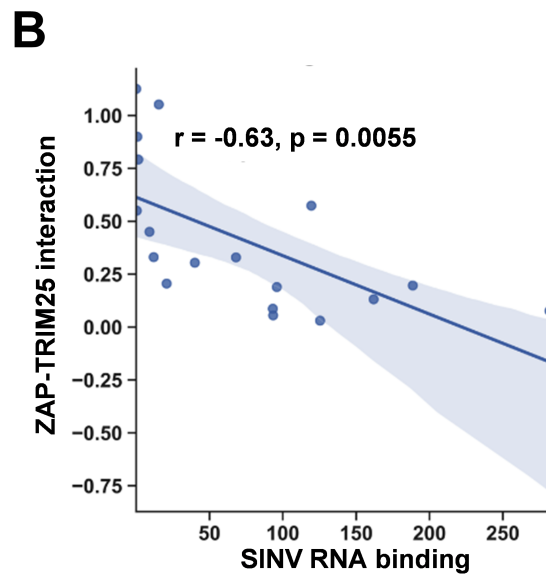 B
r = -0.63, p = 0.0055
ZAP-TRIM25 interaction
1.00
0.75
0.50
0.25
0.00
−0.25
−0.50
−0.75
50 100 150 200 250
SINV RNA binding